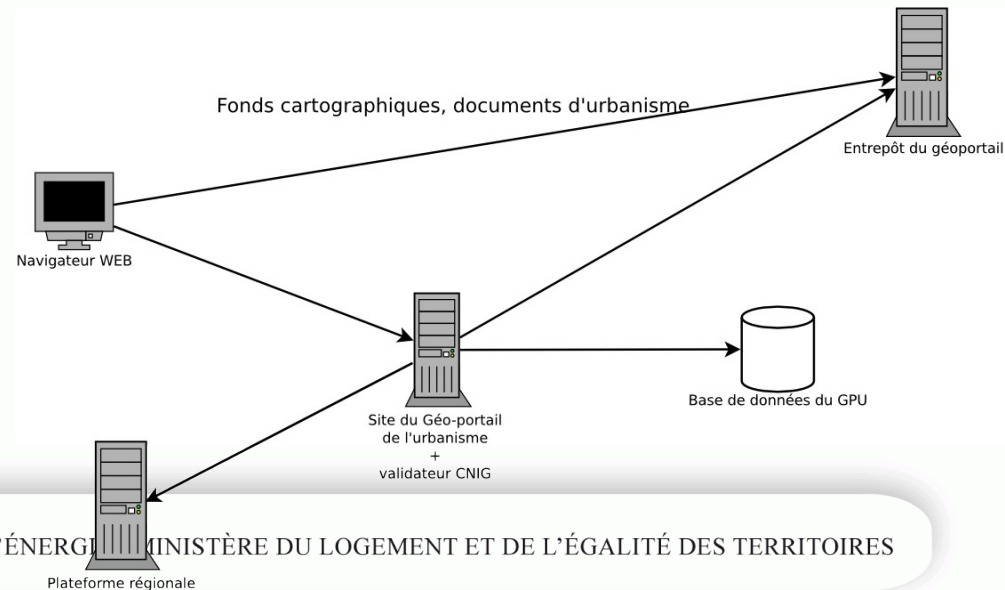 Fonds cartographiques, documents d'urbanisme
Entrepôt du géoportail
Navigateur WEB
Base de données du GPU
Site du Géo-portail
de l'urbanisme
+
validateur CNIG
MINISTÈRE DU LOGEMENT ET DE L'ÉGALITÉ DES TERRITOIRES
Plateforme régionale